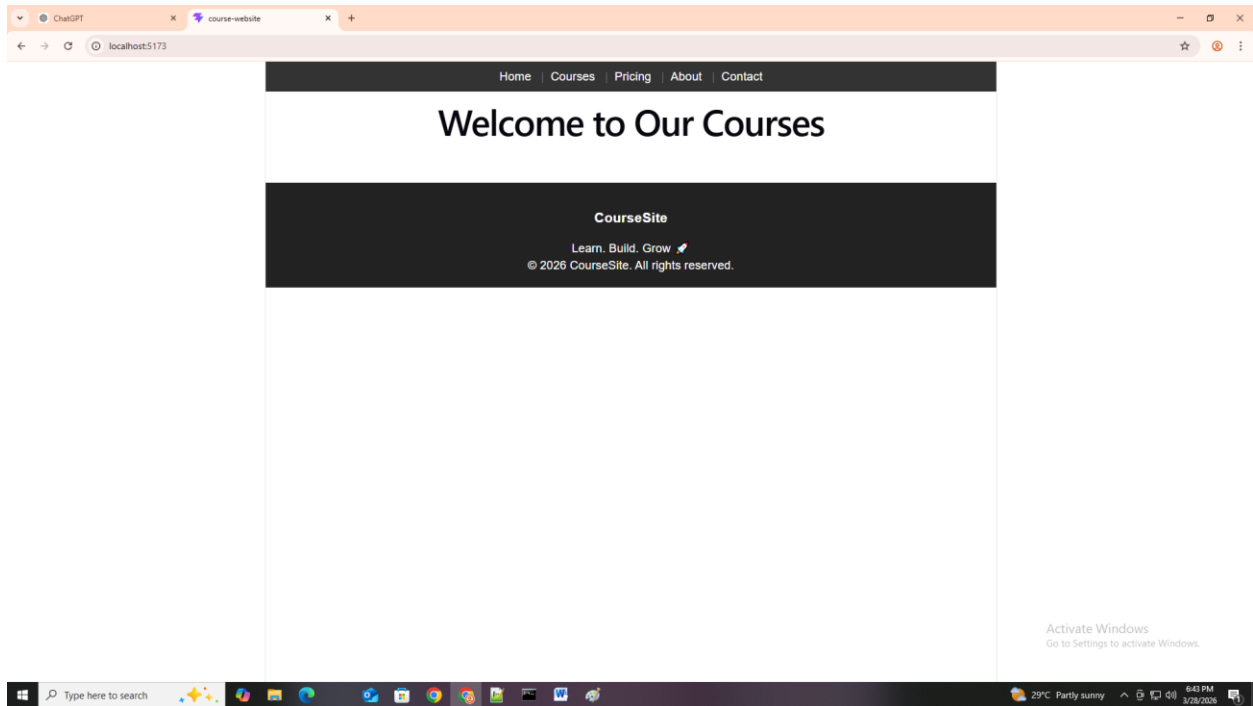 ChatGPT
course-website
localhost:5173
Home | Courses | Pricing | About | Contact
Welcome to Our Courses
CourseSite
Learn. Build. Grow 🚀
© 2026 CourseSite. All rights reserved.
Activate Windows
Go to Settings to activate Windows.
Type here to search
29°C Partly sunny
6:43 PM
3/28/2026